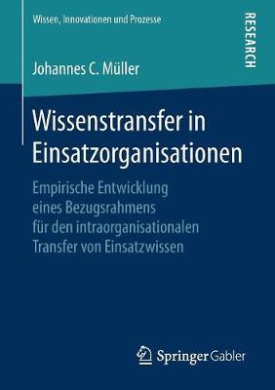 Wissen, Innovationen und Prozesse
RESEARCH
Johannes C. Müller
Wissenstransfer in
Einsatzorganisationen
Empirische Entwicklung
eines Bezugsrahmens
für den intraorganisationalen
Transfer von Einsatzwissen
Springer Gabler